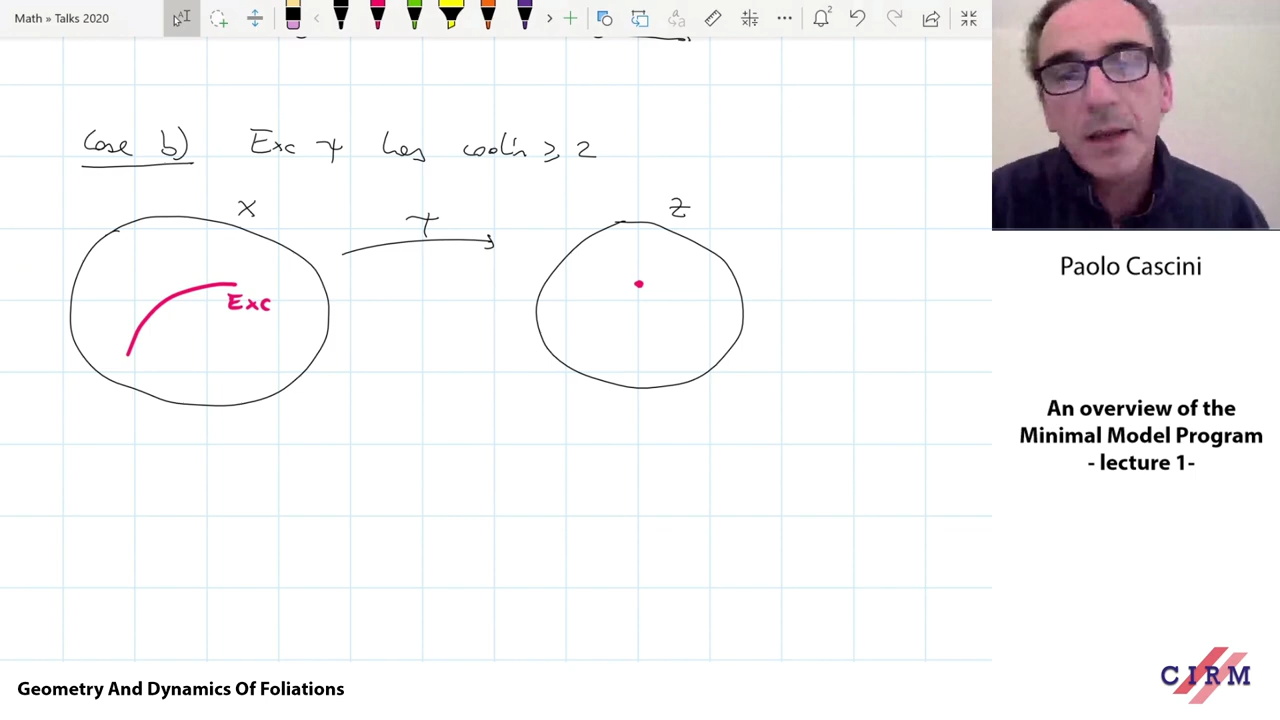 Math » Talks 2020
Case b) Exc ψ has codim ≥ 2
X ψ Z
Exc
Paolo Cascini
An overview of the
Minimal Model Program
- lecture 1-
Geometry And Dynamics Of Foliations
CIRM